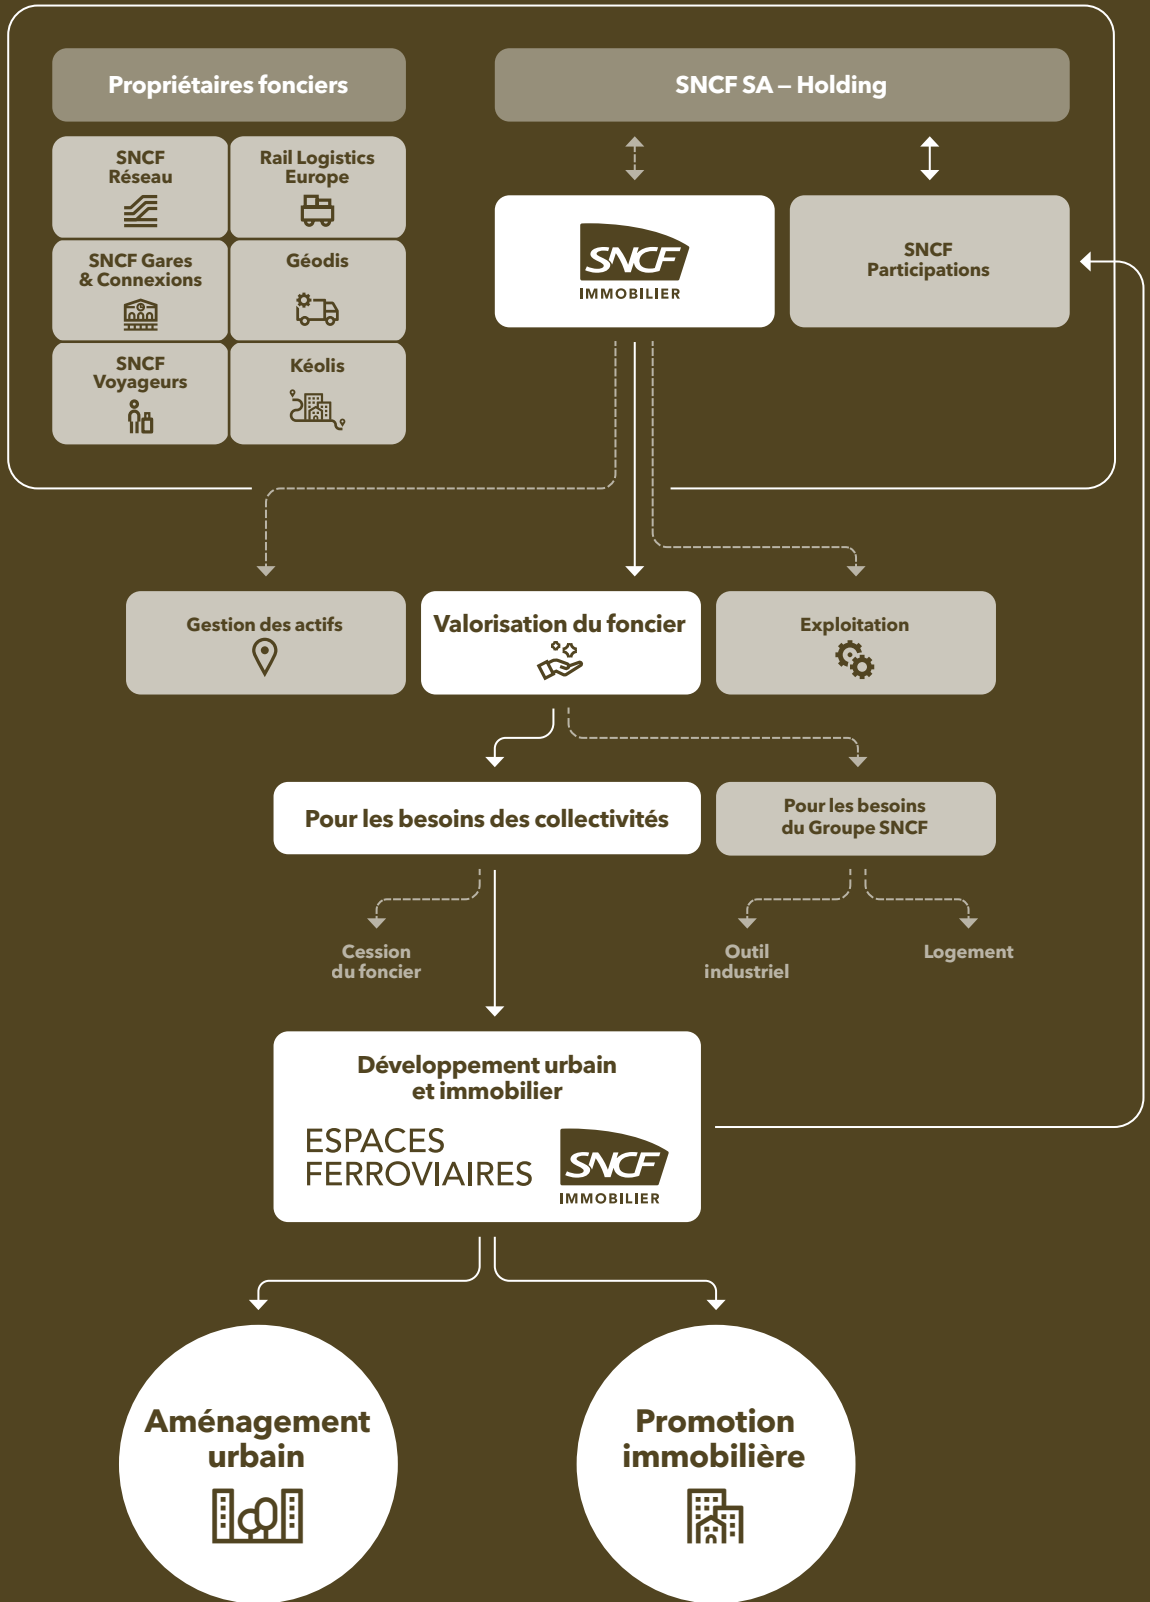 Propriétaires fonciers
SNCF
Réseau
Rail Logistics
Europe
SNCF Gares
& Connexions
Géodis
SNCF
Voyageurs
Kéolis
SNCF SA – Holding
SNCF
IMMOBILIER
SNCF
Participations
Gestion des actifs
Valorisation du foncier
Exploitation
Pour les besoins des collectivités
Pour les besoins
du Groupe SNCF
Cession
du foncier
Outil
industriel
Logement
Développement urbain
et immobilier
ESPACES
FERROVIAIRES
SNCF
IMMOBILIER
Aménagement
urbain
Promotion
immobilière